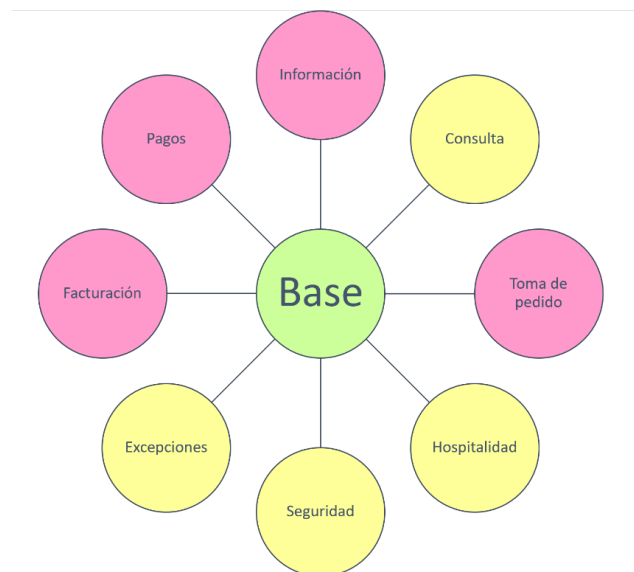 Información
Pagos
Consulta
Facturación
Base
Toma de
pedido
Excepciones
Hospitalidad
Seguridad